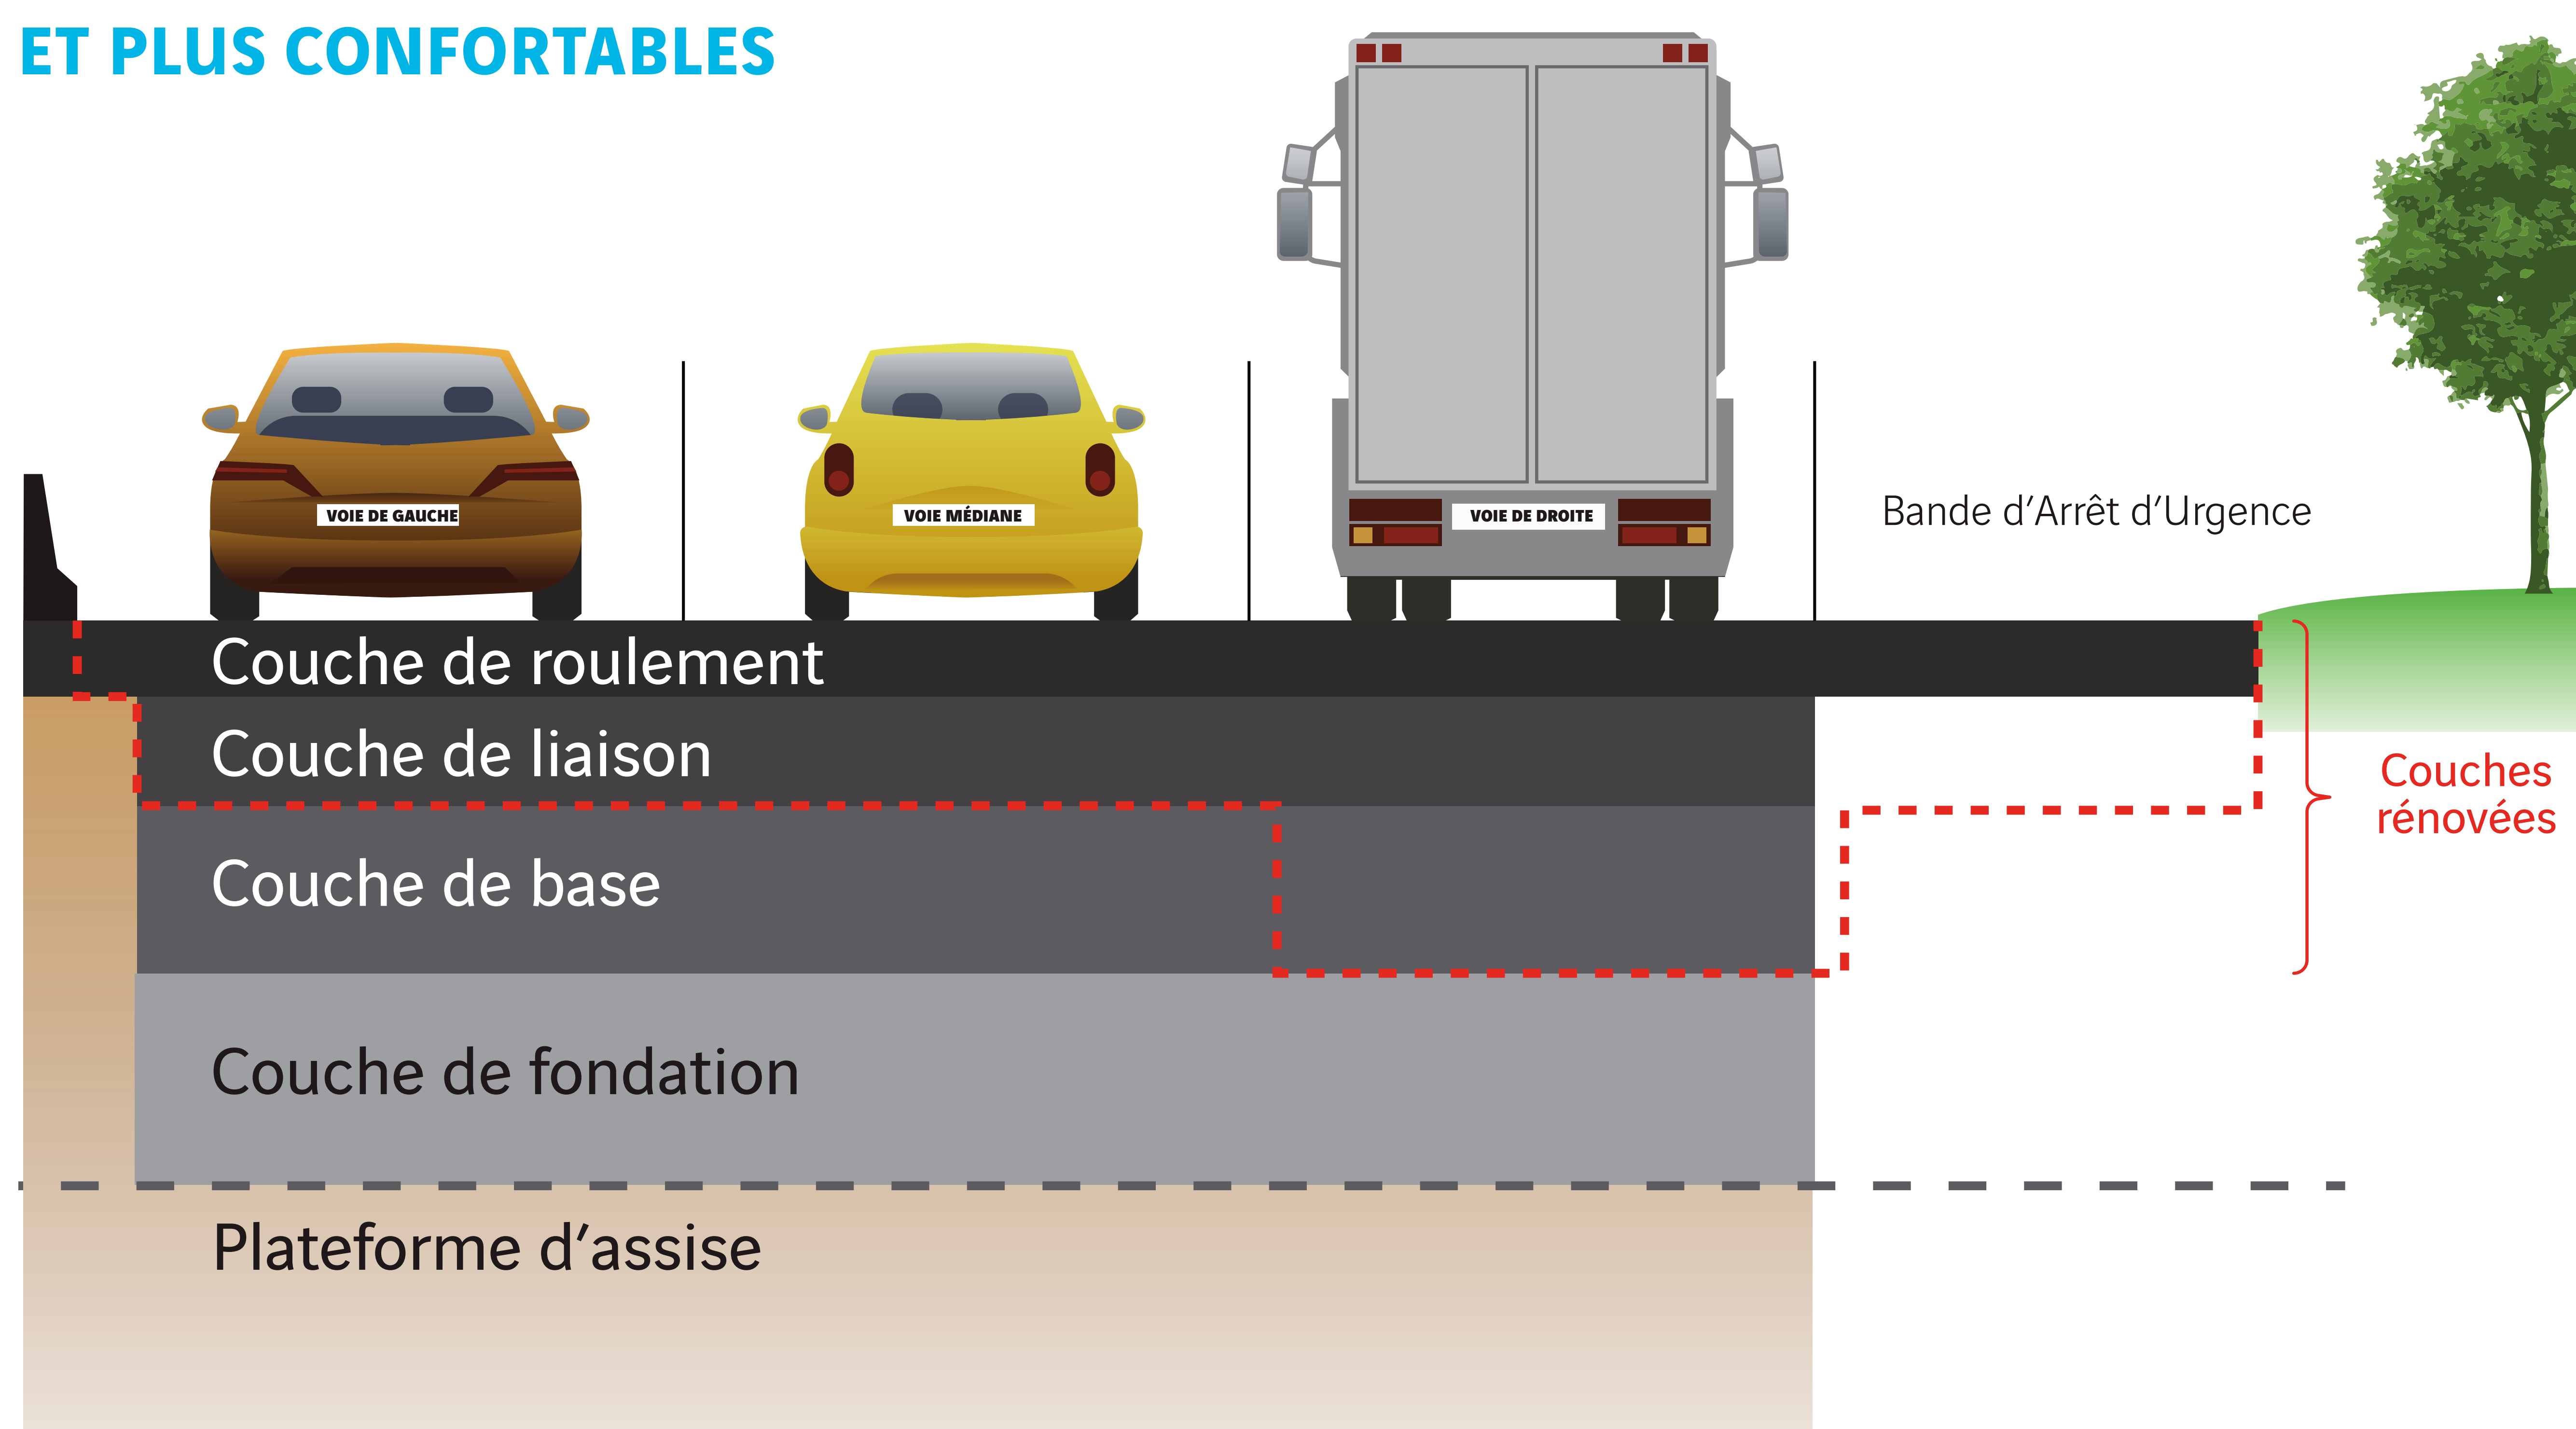 ET PLUS CONFORTABLES
VOIE DE GAUCHE
VOIE MÉDIANE
VOIE DE DROITE
Bande d’Arrêt d’Urgence
Couche de roulement
Couche de liaison
Couches
rénovées
Couche de base
Couche de fondation
Plateforme d’assise